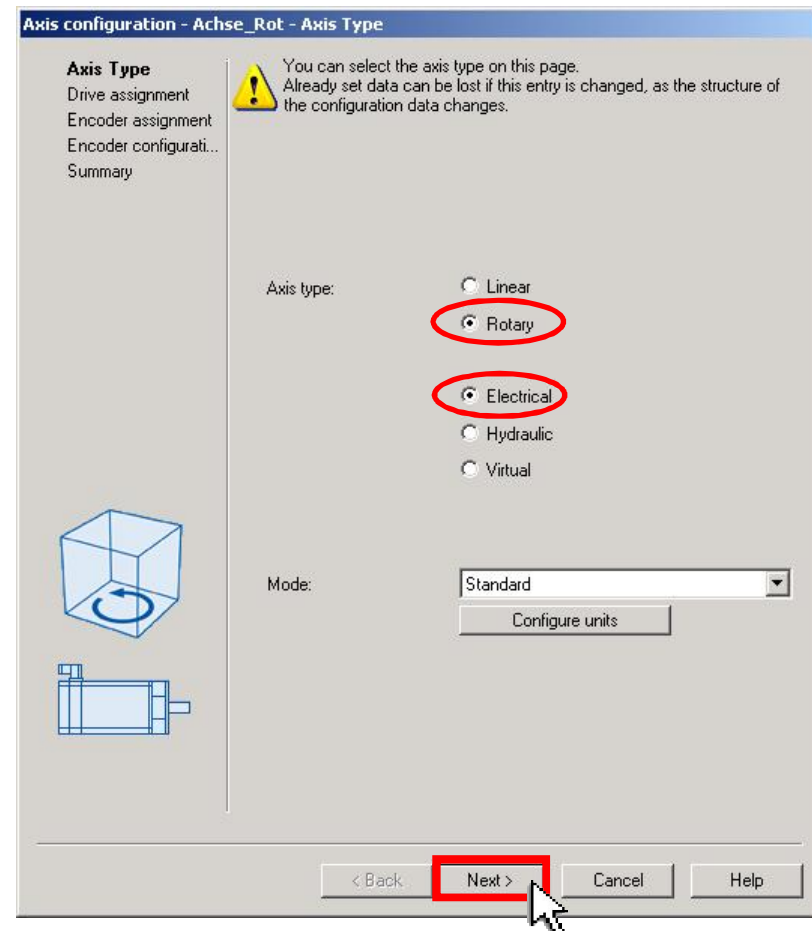 Axis configuration - Achse_Rot - Axis Type
Axis Type
Drive assignment
Encoder assignment
Encoder configurati...
Summary
You can select the axis type on this page.
Already set data can be lost if this entry is changed, as the structure of
the configuration data changes.
Axis type:
Linear
Rotary
Electrical
Hydraulic
Virtual
Mode:
Standard
Configure units
< Back
Next >
Cancel
Help